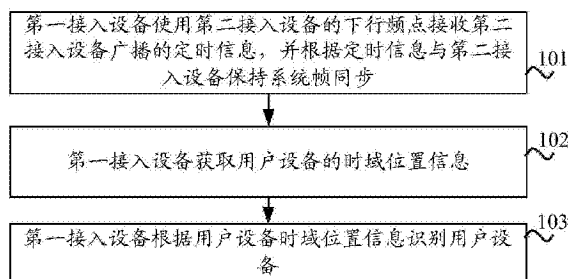 第一接入设备使用第二接入设备的下行频点接收第二
接入设备广播的定时信息，并根据定时信息与第二接
入设备保持系统帧同步
101
第一接入设备获取用户设备的时域位置信息
102
第一接入设备根据用户设备时域位置信息识别用户设
备
103